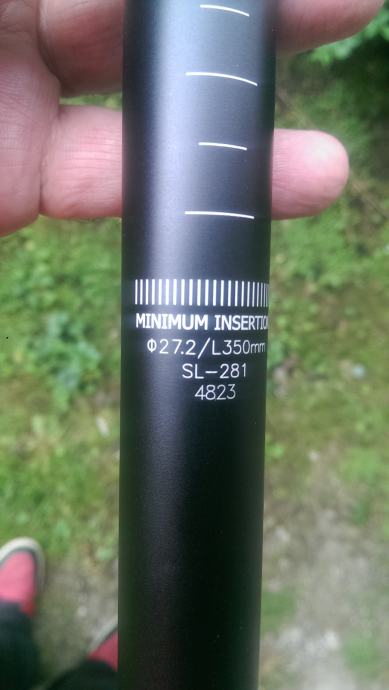 MINIMUM INSERTIO
Φ27.2/L350mm
SL-281
4823